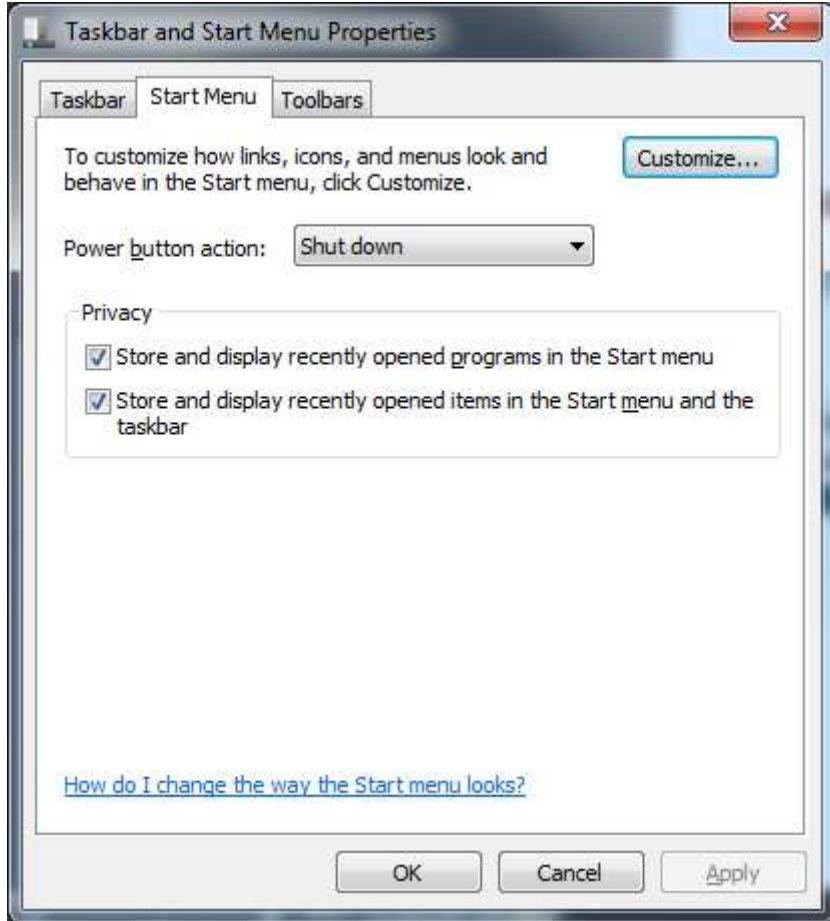 Taskbar and Start Menu Properties
Taskbar
Start Menu
Toolbars
To customize how links, icons, and menus look and
behave in the Start menu, click Customize.
Customize...
Power button action:
Shut down
Privacy
Store and display recently opened programs in the Start menu
Store and display recently opened items in the Start menu and the
taskbar
How do I change the way the Start menu looks?
OK
Cancel
Apply